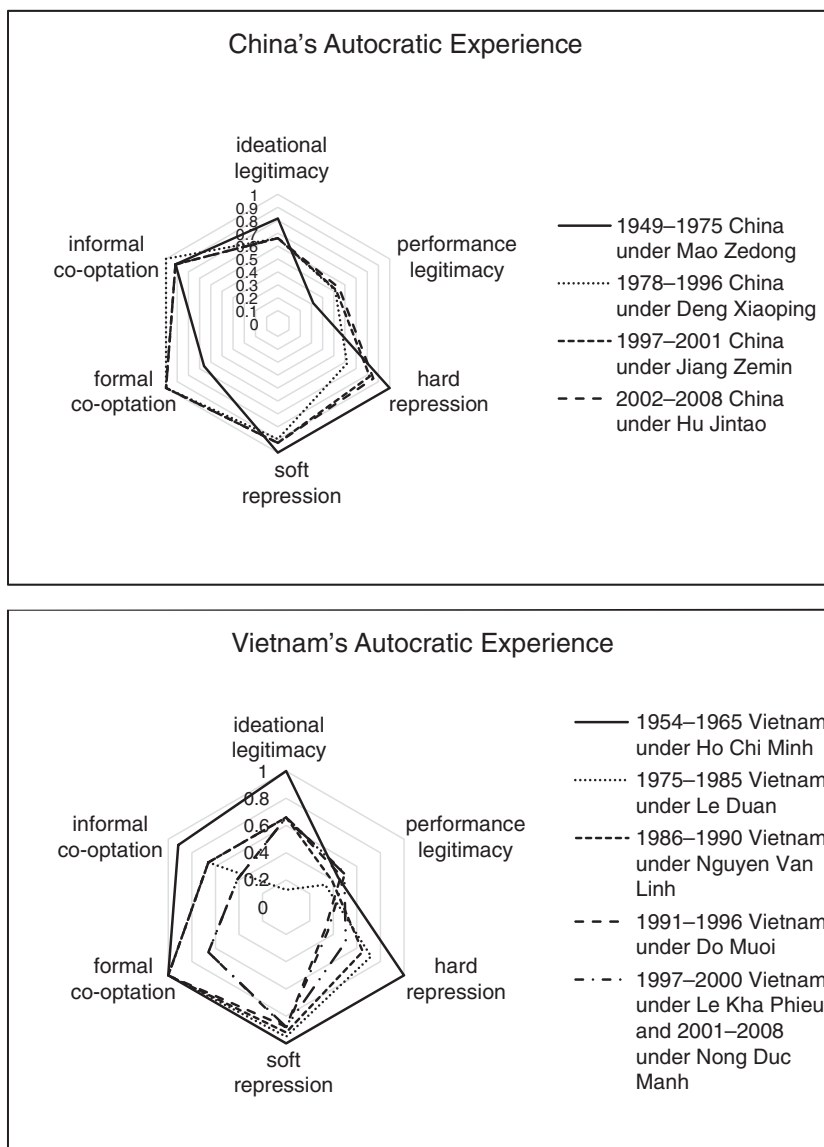 China’s Autocratic Experience
ideational
legitimacy
1
0.9
0.8
0.7
0.6
0.5
0.4
0.3
0.2
0.1
0
informal
co-optation
performance
legitimacy
formal
co-optation
hard
repression
soft
repression
1949–1975 China
under Mao Zedong
1978–1996 China
under Deng Xiaoping
1997–2001 China
under Jiang Zemin
2002–2008 China
under Hu Jintao
Vietnam’s Autocratic Experience
ideational
legitimacy
1
0.8
0.6
0.4
0.2
0
informal
co-optation
performance
legitimacy
formal
co-optation
hard
repression
soft
repression
1954–1965 Vietnam
under Ho Chi Minh
1975–1985 Vietnam
under Le Duan
1986–1990 Vietnam
under Nguyen Van
Linh
1991–1996 Vietnam
under Do Muoi
1997–2000 Vietnam
under Le Kha Phieu
and 2001–2008
under Nong Duc
Manh